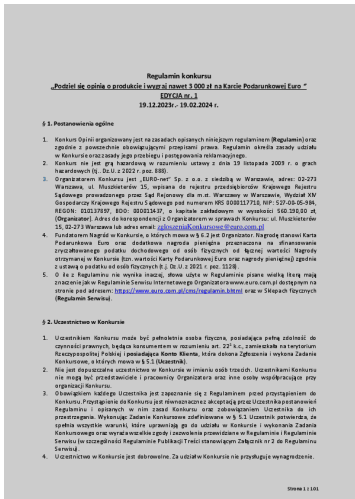 Regulamin konkursu
„Podziel się opinią o produkcie i wygraj nawet 3 000 zł na Karcie Podarunkowej Euro ”
EDYCJA nr. 1
19.12.2023r.- 19.02.2024 r.
§ 1. Postanowienia ogólne
1. Konkurs Opinii organizowany jest na zasadach opisanych niniejszym regulaminem (Regulamin) oraz
zgodnie z powszechnie obowiązującymi przepisami prawa. Regulamin określa zasady udziału
w Konkursie oraz zasady jego przebiegu i postępowania reklamacyjnego.
2. Konkurs nie jest grą hazardową w rozumieniu ustawy z dnia 19 listopada 2009 r. o grach
hazardowych (t.j.. Dz.U. z 2022 r. poz. 888).
3. Organizatorem Konkursu jest „EURO-net” Sp. z o.o. z siedzibą w Warszawie, adres: 02-273
Warszawa, ul. Muszkieterów 15, wpisana do rejestru przedsiębiorców Krajowego Rejestru
Sądowego prowadzonego przez Sąd Rejonowy dla m.st. Warszawy w Warszawie, Wydział XIV
Gospodarczy Krajowego Rejestru Sądowego pod numerem KRS 0000117710, NIP: 527-00-05-984,
REGON: 010137897, BDO: 000011437, o kapitale zakładowym w wysokości 560.190,00 zł,
(Organizator). Adres do korespondencji z Organizatorem w sprawach Konkursu: ul. Muszkieterów
15, 02-273 Warszawa lub adres email: zgloszeniaKonkursowe@euro.com.pl
4. Fundatorem Nagród w Konkursie, o których mowa w § 6.2 jest Organizator. Nagrodę stanowi Karta
Podarunkowa Euro oraz dodatkowa nagroda pieniężna przeznaczona na sfinansowanie
zryczałtowanego podatku dochodowego od osób fizycznych od łącznej wartości Nagrody
otrzymanej w Konkursie (tzn. wartości Karty Podarunkowej Euro oraz nagrody pieniężnej) zgodnie
z ustawą o podatku od osób fizycznych (t. j. Dz.U. z 2021 r. poz. 1128).
5. O ile z Regulaminu nie wynika inaczej, słowa użyte w Regulaminie pisane wielką literą mają
znaczenie jak w Regulaminie Serwisu Internetowego Organizatora www.euro.com.pl dostępnym na
stronie pod adresem: https://www.euro.com.pl/cms/regulamin.bhtml oraz w Sklepach fizycznych
(Regulamin Serwisu).
§ 2. Uczestnictwo w Konkursie
1. Uczestnikiem Konkursu może być pełnoletnia osoba fizyczna, posiadająca pełną zdolność do
czynności prawnych, będąca konsumentem w rozumieniu art. 22¹ k.c., zamieszkała na terytorium
Rzeczypospolitej Polskiej i posiadająca Konto Klienta, która dokona Zgłoszenia i wykona Zadanie
Konkursowe, o których mowa w § 5.1 (Uczestnik).
2. Nie jest dopuszczalne uczestnictwo w Konkursie w imieniu osób trzecich. Uczestnikami Konkursu
nie mogą być przedstawiciele i pracownicy Organizatora oraz inne osoby współpracujące przy
organizacji Konkursu.
3. Obowiązkiem każdego Uczestnika jest zapoznanie się z Regulaminem przed przystąpieniem do
Konkursu. Przystąpienie do Konkursu jest równoznaczne z akceptacją przez Uczestnika postanowień
Regulaminu i opisanych w nim zasad Konkursu oraz zobowiązaniem Uczestnika do ich
przestrzegania. Wykonując Zadanie Konkursowe zdefiniowane w § 5.1 Uczestnik potwierdza, że
spełnia wszystkie warunki, które uprawniają go do udziału w Konkursie i wykonania Zadania
Konkursowego oraz wyraża wszelkie zgody i zezwolenia przewidziane w Regulaminie i Regulaminie
Serwisu (w szczególności Regulaminie Publikacji Treści stanowiącym Załącznik nr 2 do Regulaminu
Serwisu).
4. Uczestnictwo w Konkursie jest dobrowolne. Za udział w Konkursie nie przysługuje wynagrodzenie.
Strona 1 z 101